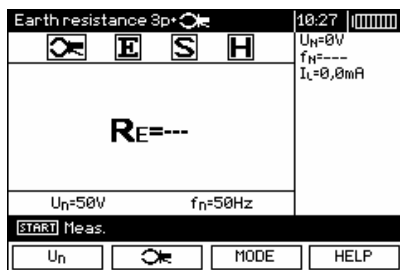 Earth resistance 3p+ 10:27
E S H
UN=0V
fN=---
IL=0,0mA
RE=---
Un=50V fn=50Hz
START Meas.
Un MODE HELP